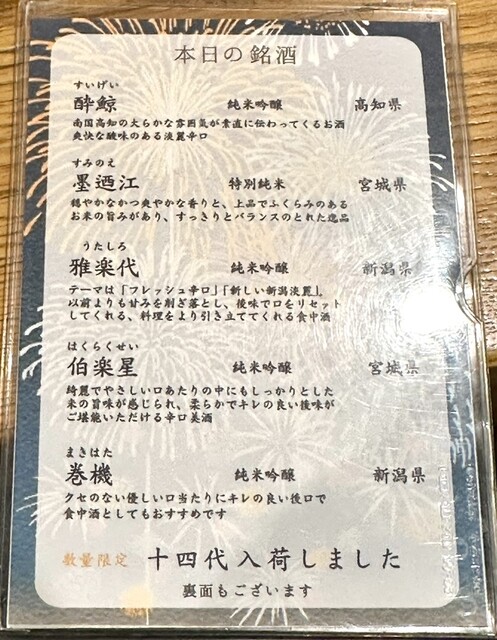 本日の銘酒
すいげい
酔鯨 純米吟醸 高知県
南国高知の大らかな雰囲気が素直に伝わってくるお酒
爽快な酸味のある淡麗辛口
すみのえ
墨廼江 特別純米 宮城県
穏やかなかつ爽やかな香りと、上品でふくらみのある
お米の旨みがあり、すっきりとバランスのとれた逸品
うたしろ
雅楽代 純米吟醸 新潟県
テーマは「フレッシュ辛口」「新しい新潟淡麗」。
以前よりも甘みを削ぎ落とし、後味で口をリセット
してくれる、料理をより引き立ててくれる食中酒
はくらくせい
伯楽星 純米吟醸 宮城県
綺麗でやさしい口あたりの中にもしっかりとした
米の旨味が感じられ、柔らかでキレの良い後味が
ご堪能いただける辛口美酒
まきはた
巻機 純米吟醸 新潟県
クセのない優しい口当たりにキレの良い後口で
食中酒としてもおすすめです
数量限定 十四代入荷しました
裏面もございます